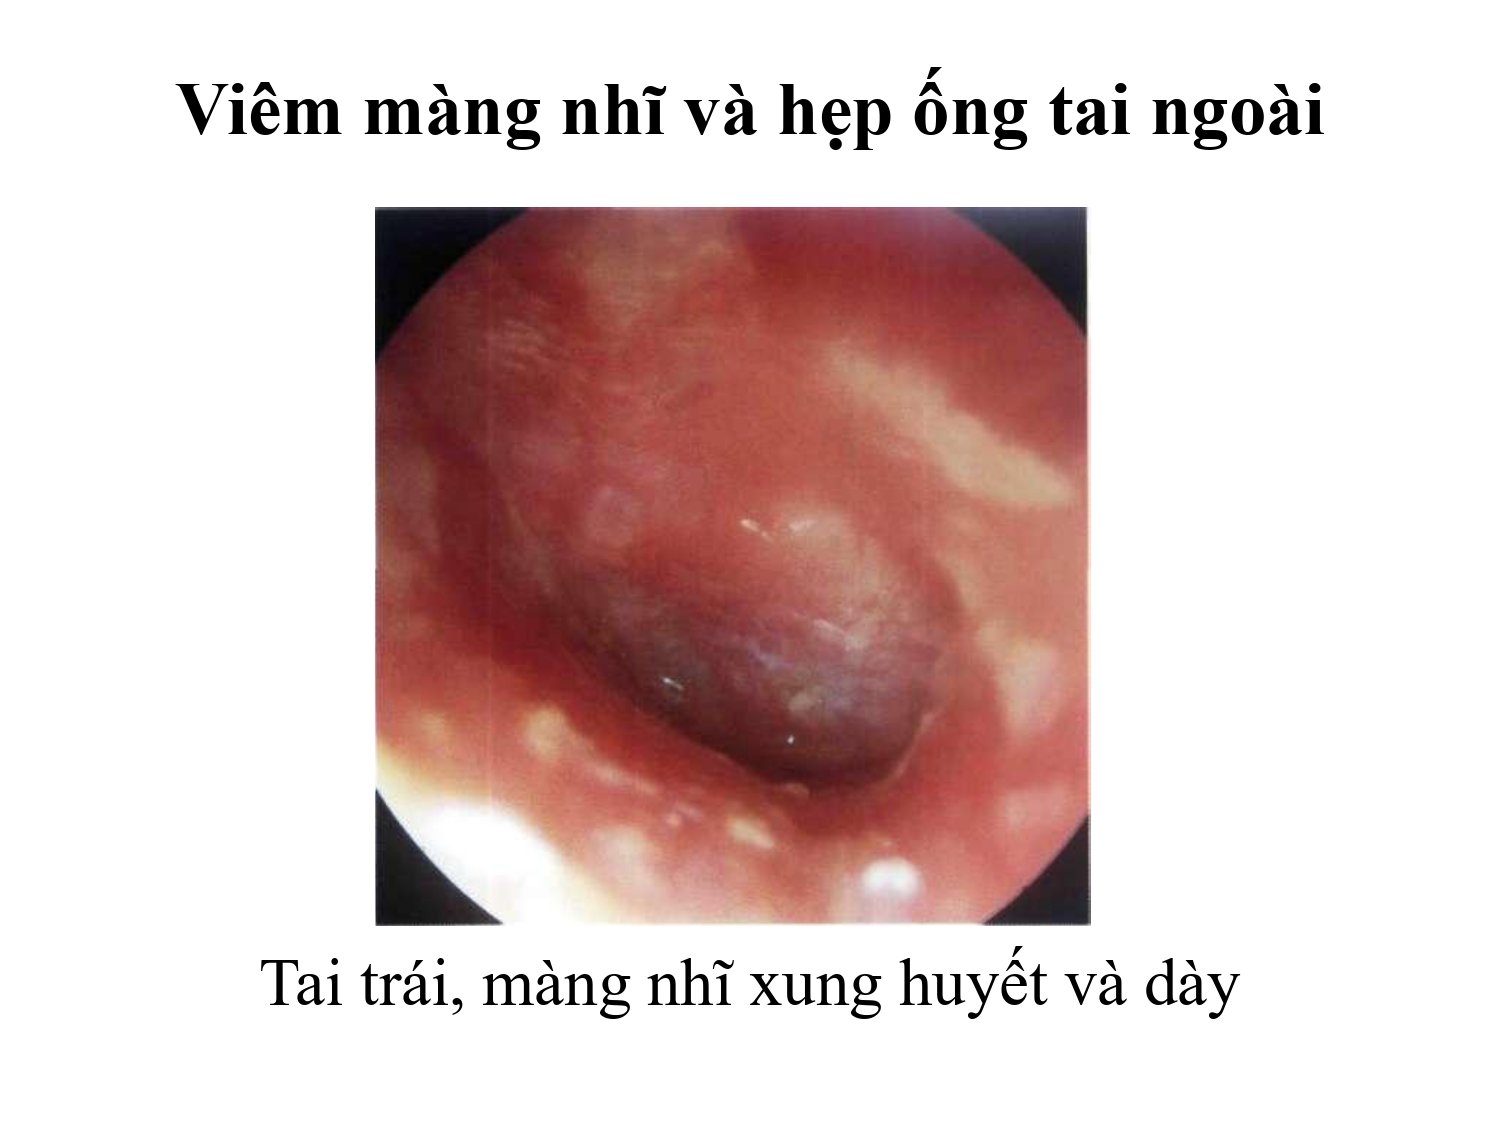 Viêm màng nhĩ và hẹp ống tai ngoài
Tai trái, màng nhĩ xung huyết và dày